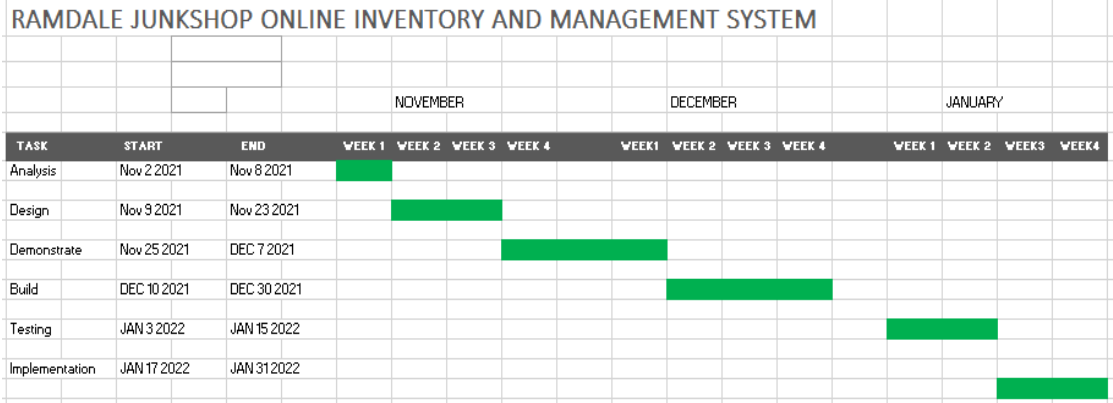 RAMDALE JUNKSHOP ONLINE INVENTORY AND MANAGEMENT SYSTEM
NOVEMBER DECEMBER JANUARY
TASK START END WEEK 1 WEEK 2 WEEK 3 WEEK 4 WEEK1 WEEK 2 WEEK 3 WEEK 4 WEEK 1 WEEK 2 WEEK3 WEEK4
Analysis Nov 2 2021 Nov 8 2021
Design Nov 9 2021 Nov 23 2021
Demonstrate Nov 25 2021 DEC 7 2021
Build DEC 10 2021 DEC 30 2021
Testing JAN 3 2022 JAN 15 2022
Implementation JAN 17 2022 JAN 31 2022